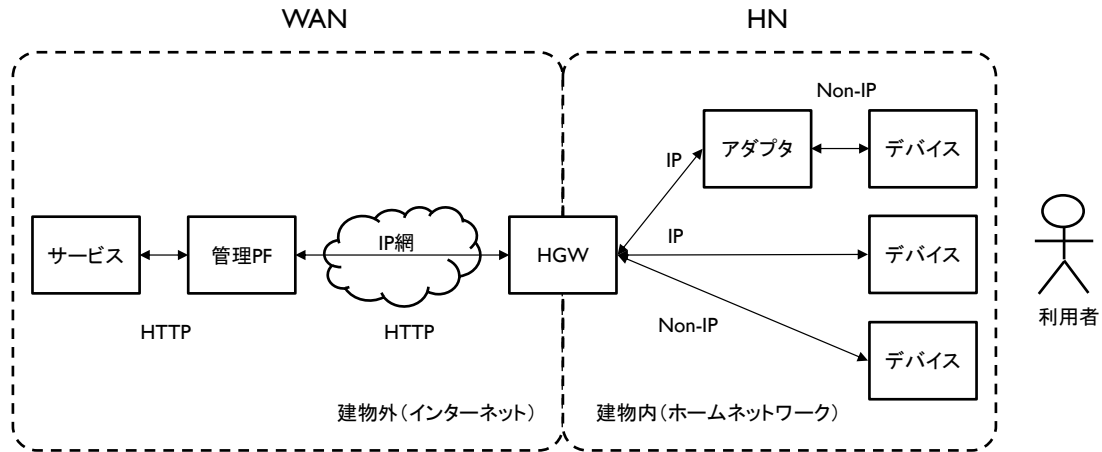 WAN
HN
Non-IP
アダプタ
デバイス
IP
サービス
管理PF
IP網
HGW
IP
デバイス
HTTP
HTTP
Non-IP
デバイス
利用者
建物外(インターネット)
建物内(ホームネットワーク)